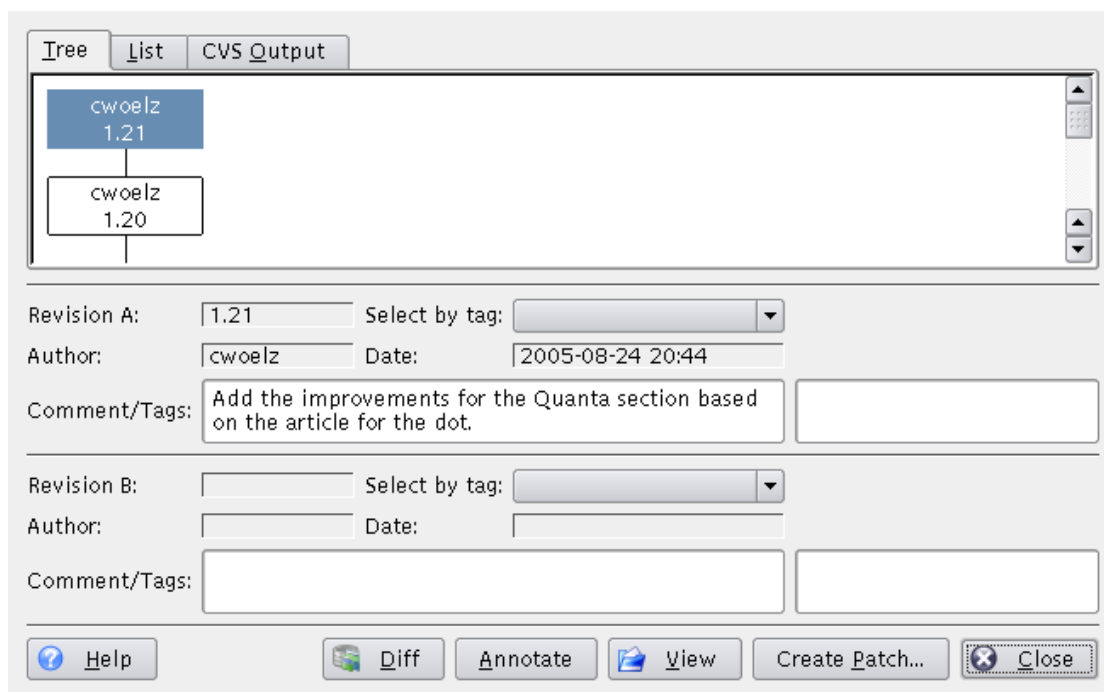 Tree List CVS Output
cwoelz
1.21
cwoelz
1.20
Revision A: 1.21 Select by tag:
Author: cwoelz Date: 2005-08-24 20:44
Comment/Tags: Add the improvements for the Quanta section based
on the article for the dot.
Revision B: Select by tag:
Author: Date:
Comment/Tags:
Help Diff Annotate View Create Patch... Close